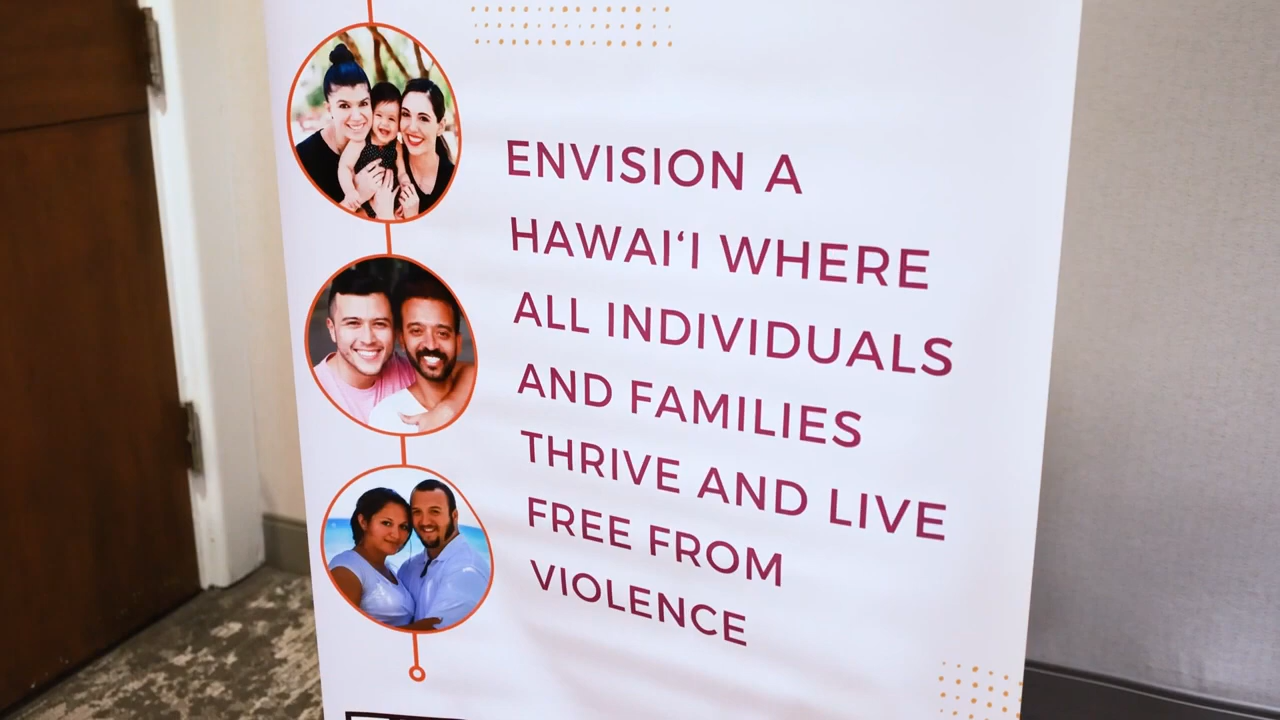 ENVISION A
HAWAIʻI WHERE
ALL INDIVIDUALS
AND FAMILIES
THRIVE AND LIVE
FREE FROM
VIOLENCE